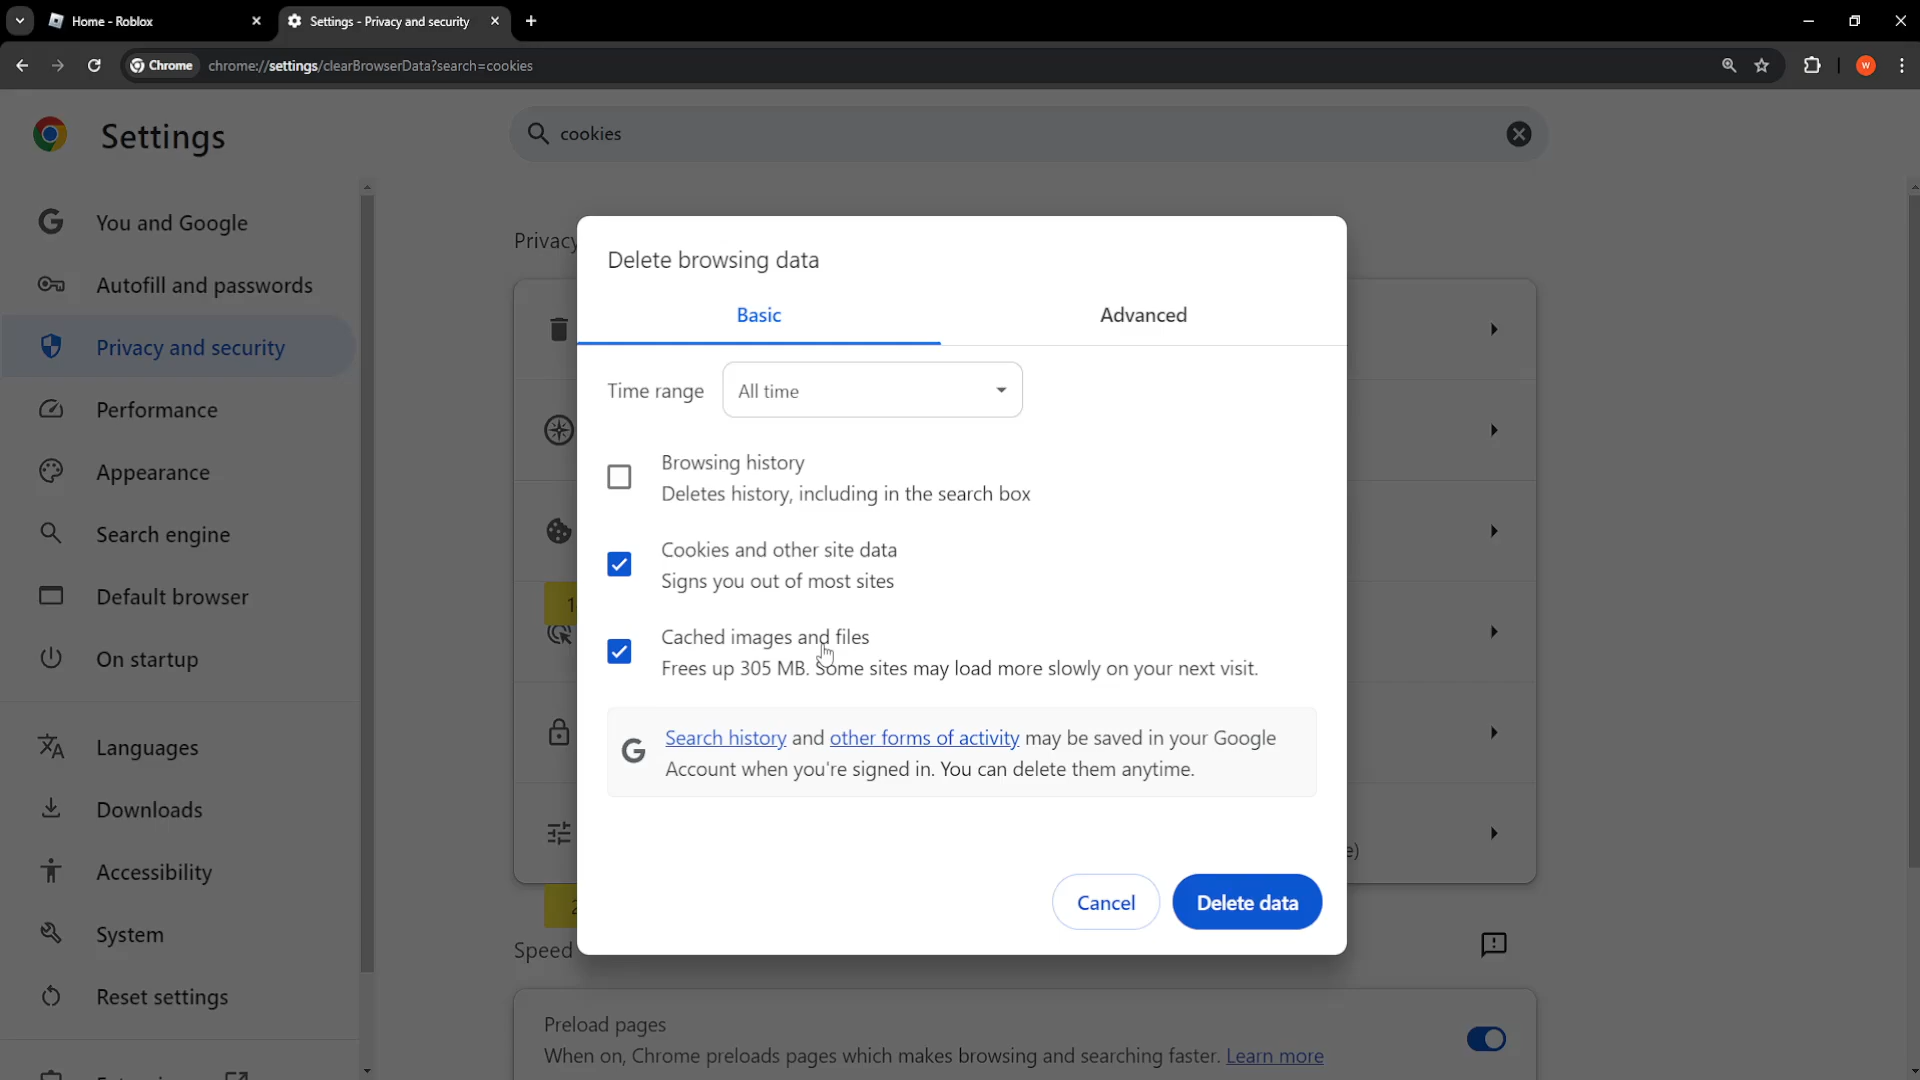 Home - Roblox
Settings - Privacy and security
Chrome
chrome://settings/clearBrowserData?search=cookies
W
Settings
cookies
You and Google
Autofill and passwords
Privacy and security
Performance
Appearance
Search engine
Default browser
On startup
Languages
Downloads
Accessibility
System
Reset settings
Privacy
Delete browsing data
Basic
Advanced
Time range
All time
Browsing history
Deletes history, including in the search box
Cookies and other site data
Signs you out of most sites
Cached images and files
Frees up 305 MB. Some sites may load more slowly on your next visit.
G
Search history and other forms of activity may be saved in your Google
Account when you're signed in. You can delete them anytime.
Cancel
Delete data
Speed
Preload pages
When on, Chrome preloads pages which makes browsing and searching faster. Learn more